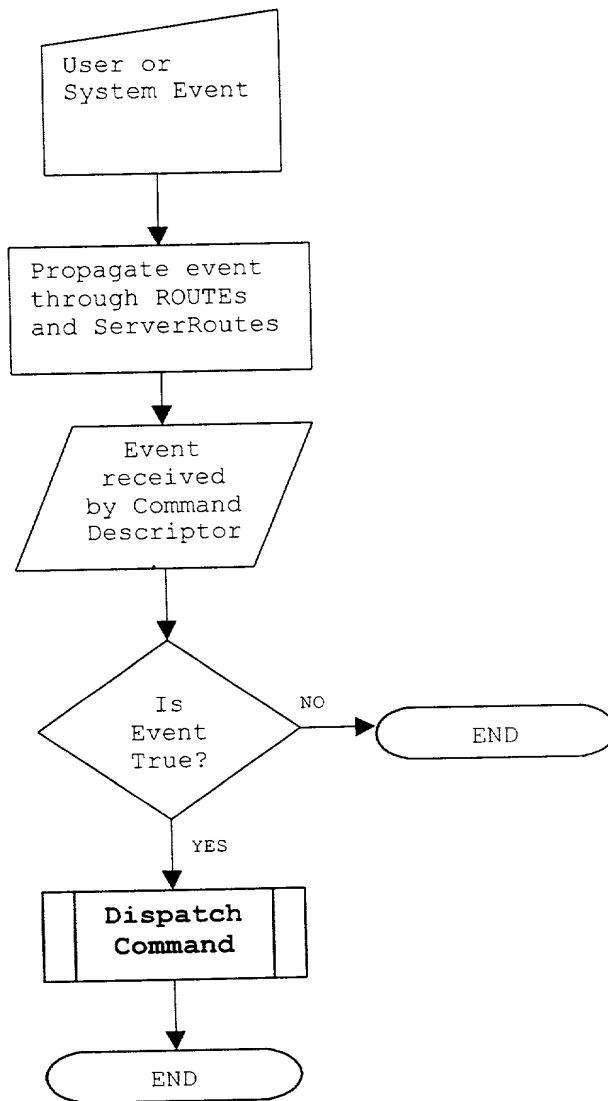 User or
System Event
Propagate event
through ROUTEs
and ServerRoutes
Event
received
by Command
Descriptor
Is
Event
True?
NO
END
YES
Dispatch
Command
END